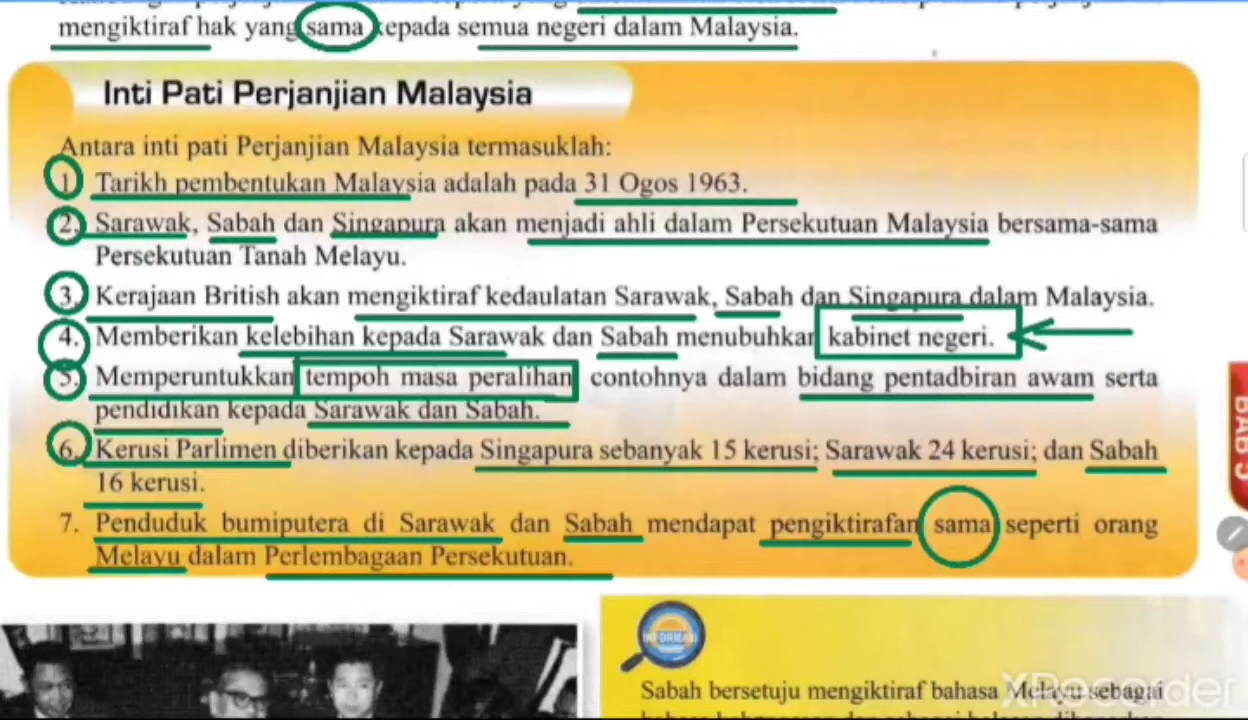 mengiktiraf hak yang sama kepada semua negeri dalam Malaysia.
Inti Pati Perjanjian Malaysia
Antara inti pati Perjanjian Malaysia termasuklah:
1. Tarikh pembentukan Malaysia adalah pada 31 Ogos 1963.
2. Sarawak, Sabah dan Singapura akan menjadi ahli dalam Persekutuan Malaysia bersama-sama
Persekutuan Tanah Melayu.
3. Kerajaan British akan mengiktiraf kedaulatan Sarawak, Sabah dan Singapura dalam Malaysia.
4. Memberikan kelebihan kepada Sarawak dan Sabah menubuhkan kabinet negeri.
5. Memperuntukkan tempoh masa peralihan contohnya dalam bidang pentadbiran awam serta
pendidikan kepada Sarawak dan Sabah.
6. Kerusi Parlimen diberikan kepada Singapura sebanyak 15 kerusi; Sarawak 24 kerusi; dan Sabah
16 kerusi.
7. Penduduk bumiputera di Sarawak dan Sabah mendapat pengiktirafan sama seperti orang
Melayu dalam Perlembagaan Persekutuan.
BAB
INFORMASI
Sabah bersetuju mengiktiraf bahasa Melayu sebagai
XRecorder